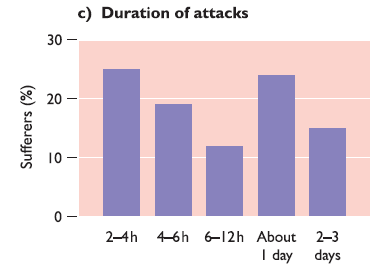 c) Duration of attacks
30
20
10
0
Sufferers (%)
2–4h 4–6h 6–12h About 2–3
1 day days